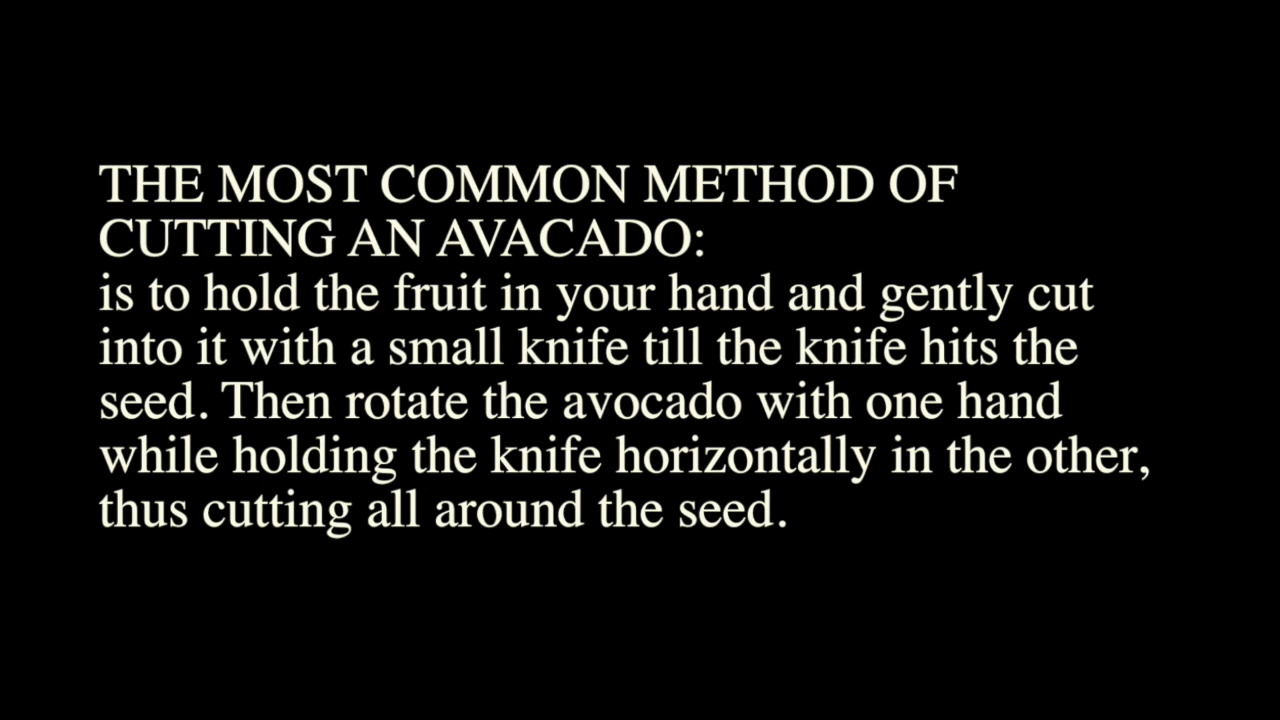 THE MOST COMMON METHOD OF
CUTTING AN AVACADO:
is to hold the fruit in your hand and gently cut
into it with a small knife till the knife hits the
seed. Then rotate the avocado with one hand
while holding the knife horizontally in the other,
thus cutting all around the seed.